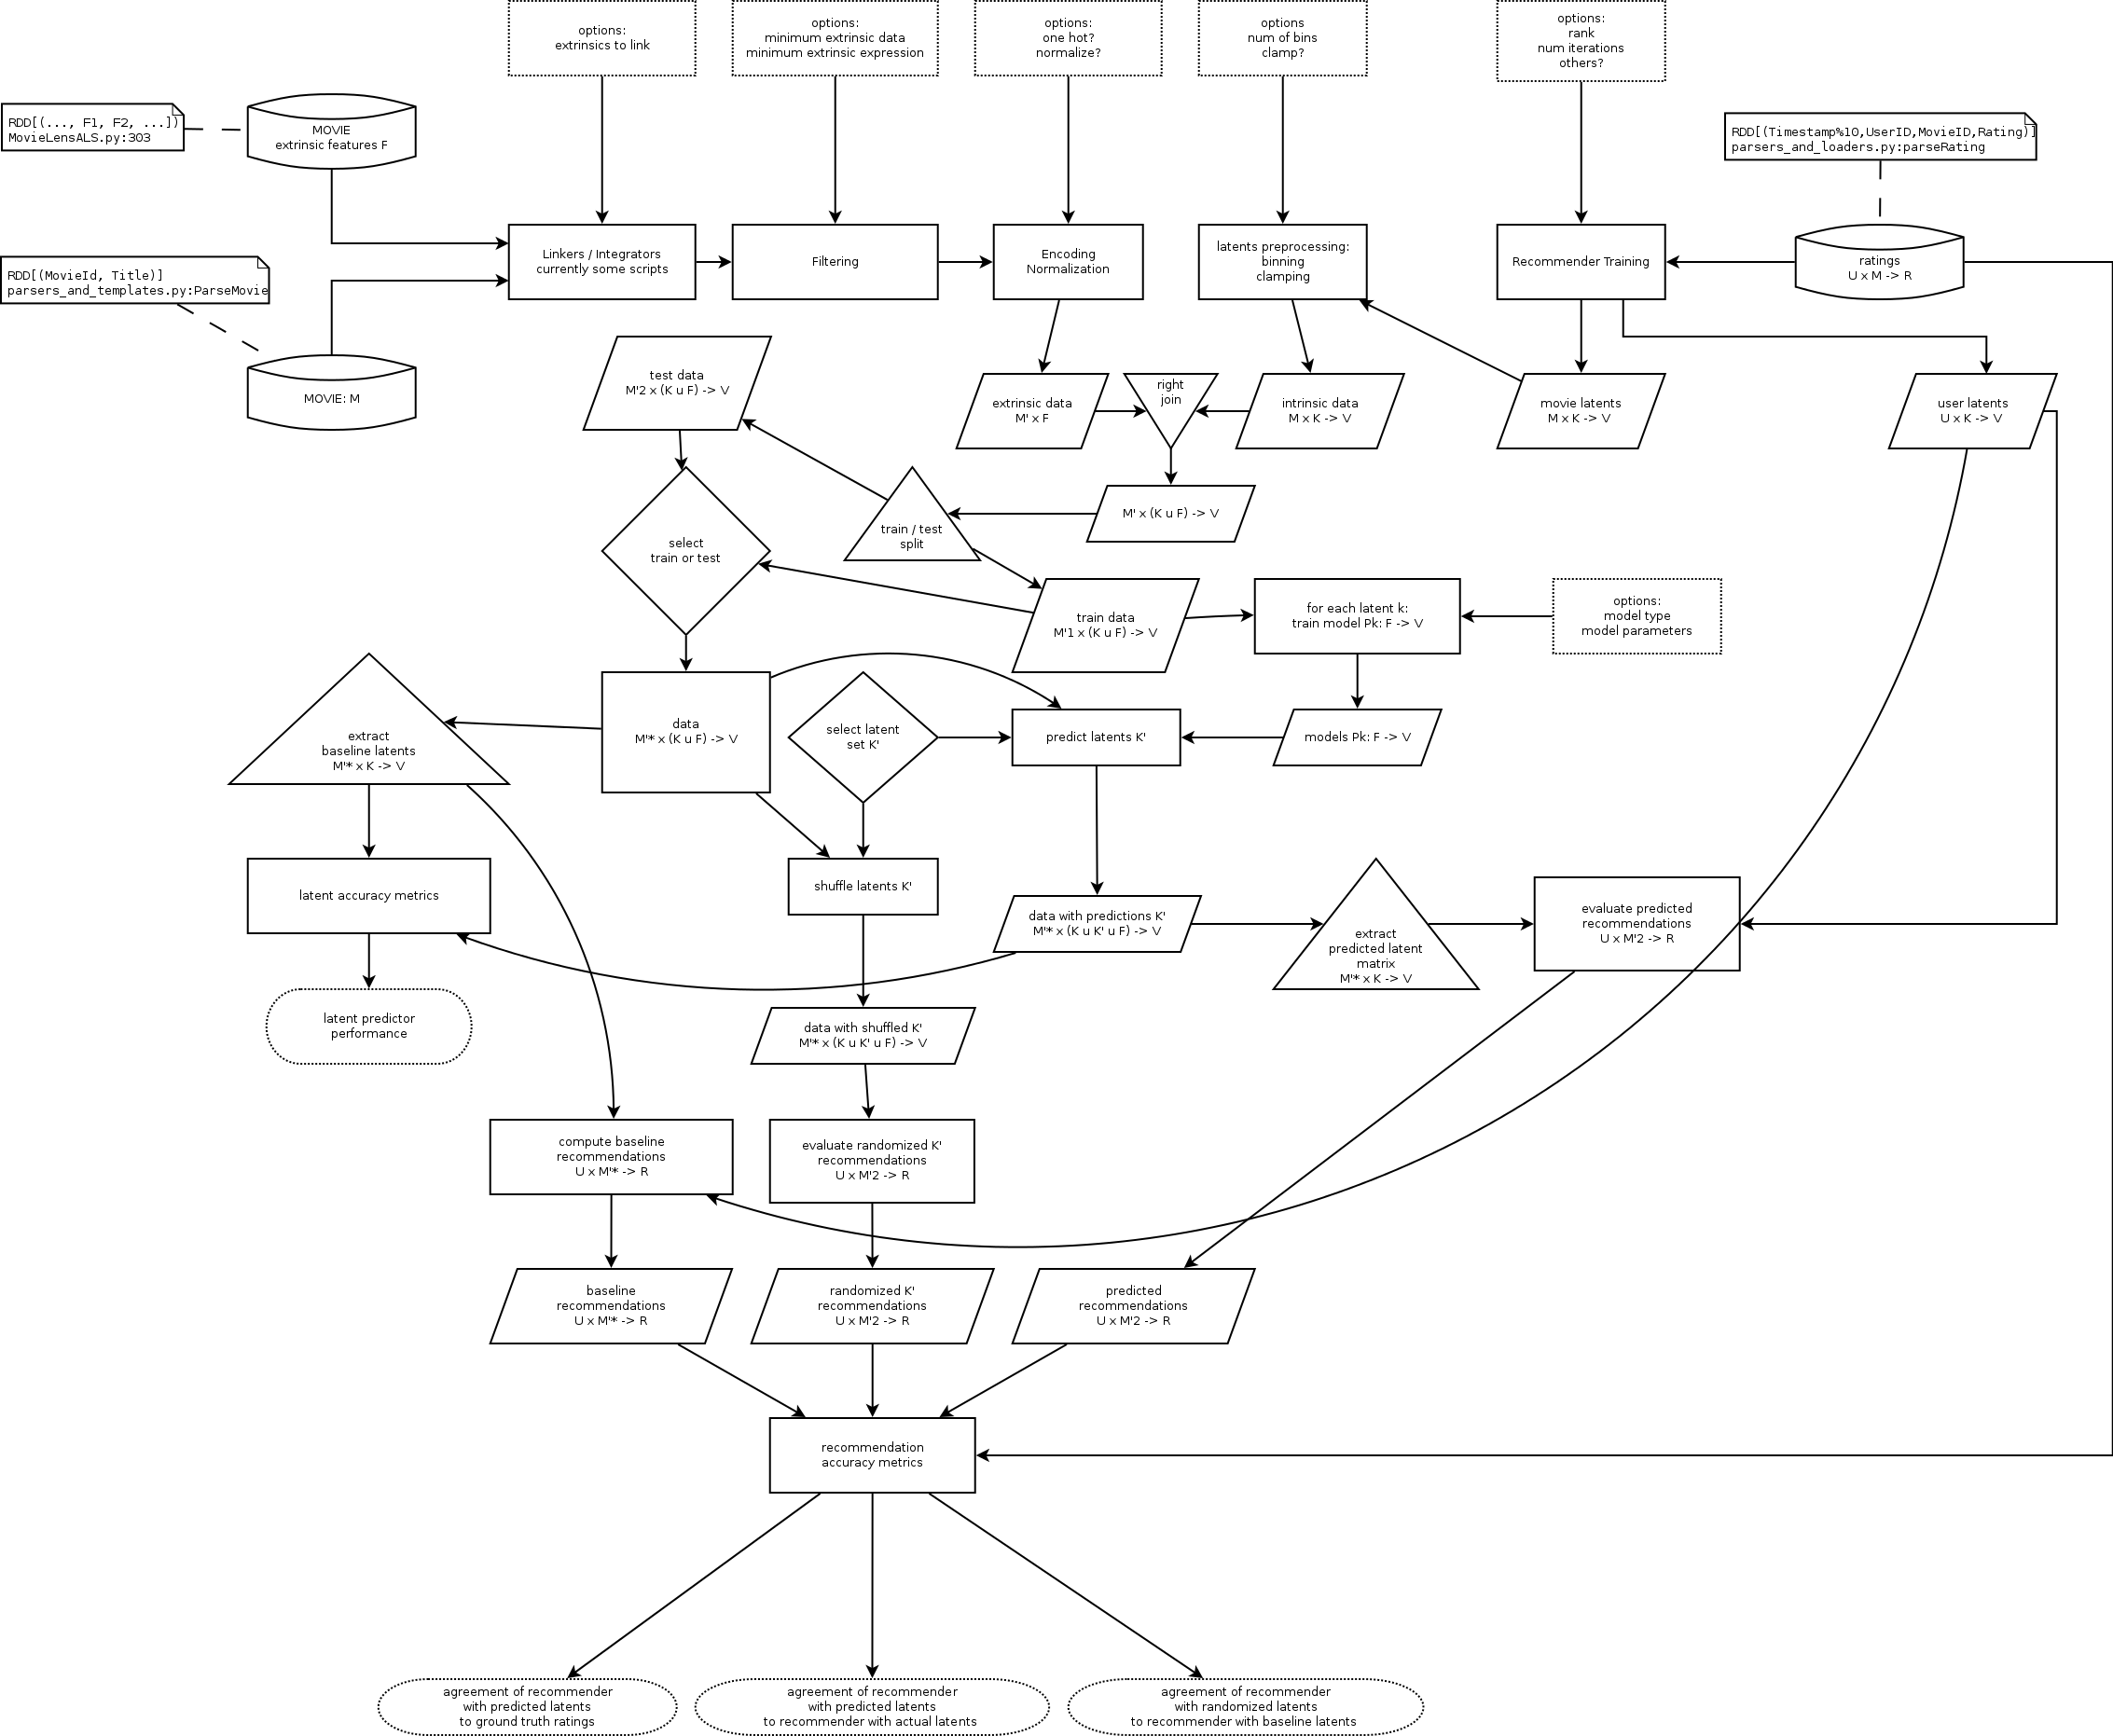 options:
extrinsics to link
options:
minimum extrinsic data
minimum extrinsic expression
options:
one hot?
normalize?
options
num of bins
clamp?
options:
rank
num iterations
others?
RDD[(..., F1, F2, ...])
MovieLensALS.py:303
MOVIE
extrinsic features F
RDD[(Timestamp%10,UserID,MovieID,Rating)]
parsers_and_loaders.py:parseRating
RDD[(MovieId, Title)]
parsers_and_templates.py:ParseMovie
Linkers / Integrators
currently some scripts
Filtering
Encoding
Normalization
latents preprocessing:
binning
clamping
Recommender Training
ratings
U x M -> R
MOVIE: M
test data
M'2 x (K u F) -> V
extrinsic data
M' x F
right
join
intrinsic data
M x K -> V
movie latents
M x K -> V
user latents
U x K -> V
select
train or test
train / test
split
M' x (K u F) -> V
train data
M'1 x (K u F) -> V
for each latent k:
train model Pk: F -> V
options:
model type
model parameters
extract
baseline latents
M'* x K -> V
data
M'* x (K u F) -> V
select latent
set K'
predict latents K'
models Pk: F -> V
latent accuracy metrics
shuffle latents K'
data with predictions K'
M'* x (K u K' u F) -> V
extract
predicted latent
matrix
M'* x K -> V
evaluate predicted
recommendations
U x M'2 -> R
latent predictor
performance
data with shuffled K'
M'* x (K u K' u F) -> V
compute baseline
recommendations
U x M'* -> R
evaluate randomized K'
recommendations
U x M'2 -> R
baseline
recommendations
U x M'* -> R
randomized K'
recommendations
U x M'2 -> R
predicted
recommendations
U x M'2 -> R
recommendation
accuracy metrics
agreement of recommender
with predicted latents
to ground truth ratings
agreement of recommender
with predicted latents
to recommender with actual latents
agreement of recommender
with randomized latents
to recommender with baseline latents